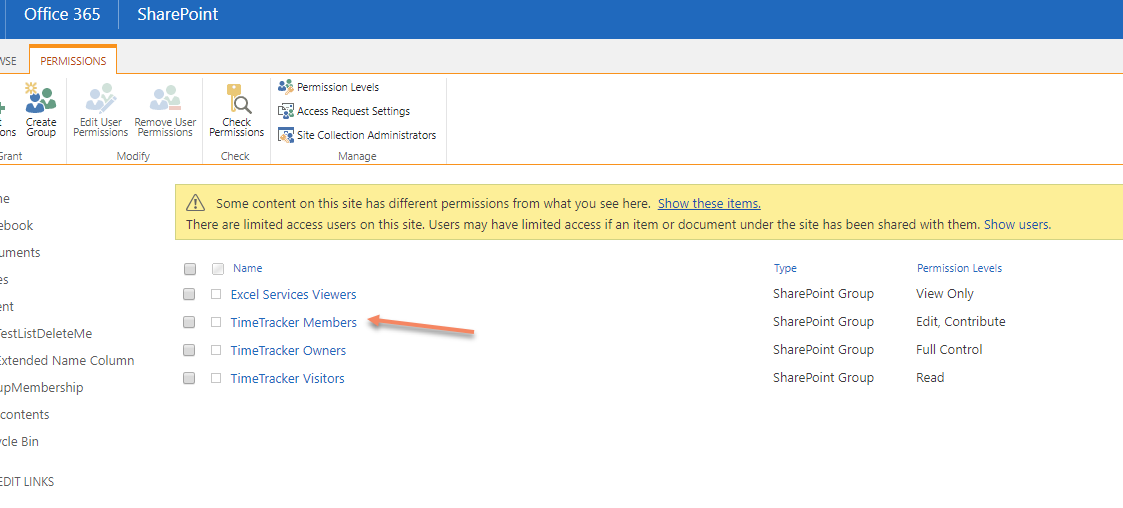 Office 365 SharePoint
WSE PERMISSIONS
Create Group
Edit User Permissions
Remove User Permissions
Check Permissions
Permission Levels
Access Request Settings
Site Collection Administrators
ons
Grant Modify Check Manage
Some content on this site has different permissions from what you see here. Show these items.
There are limited access users on this site. Users may have limited access if an item or document under the site has been shared with them. Show users.
Name Type Permission Levels
Excel Services Viewers SharePoint Group View Only
TimeTracker Members SharePoint Group Edit, Contribute
TimeTracker Owners SharePoint Group Full Control
TimeTracker Visitors SharePoint Group Read
me
ebook
uments
es
ent
TestListDeleteMe
Extended Name Column
upMembership
contents
ycle Bin
EDIT LINKS